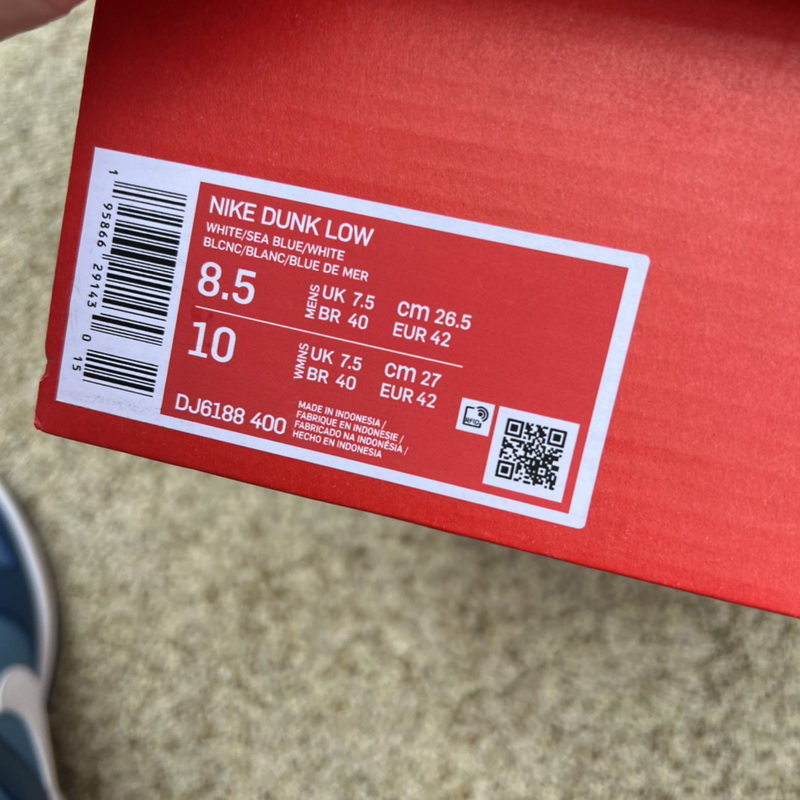 NIKE DUNK LOW
WHITE/SEA BLUE/WHITE
BLCNC/BLANC/BLUE DE MER
8.5 MENS UK 7.5 cm 26.5
BR 40 EUR 42
10 WMNS UK 7.5 cm 27
BR 40 EUR 42
DJ6188 400
MADE IN INDONESIA /
FABRIQUE EN INDONESIE /
FABRICADO NA INDONÉSIA /
HECHO EN INDONESIA
RFID
1 95866 29143 0 15